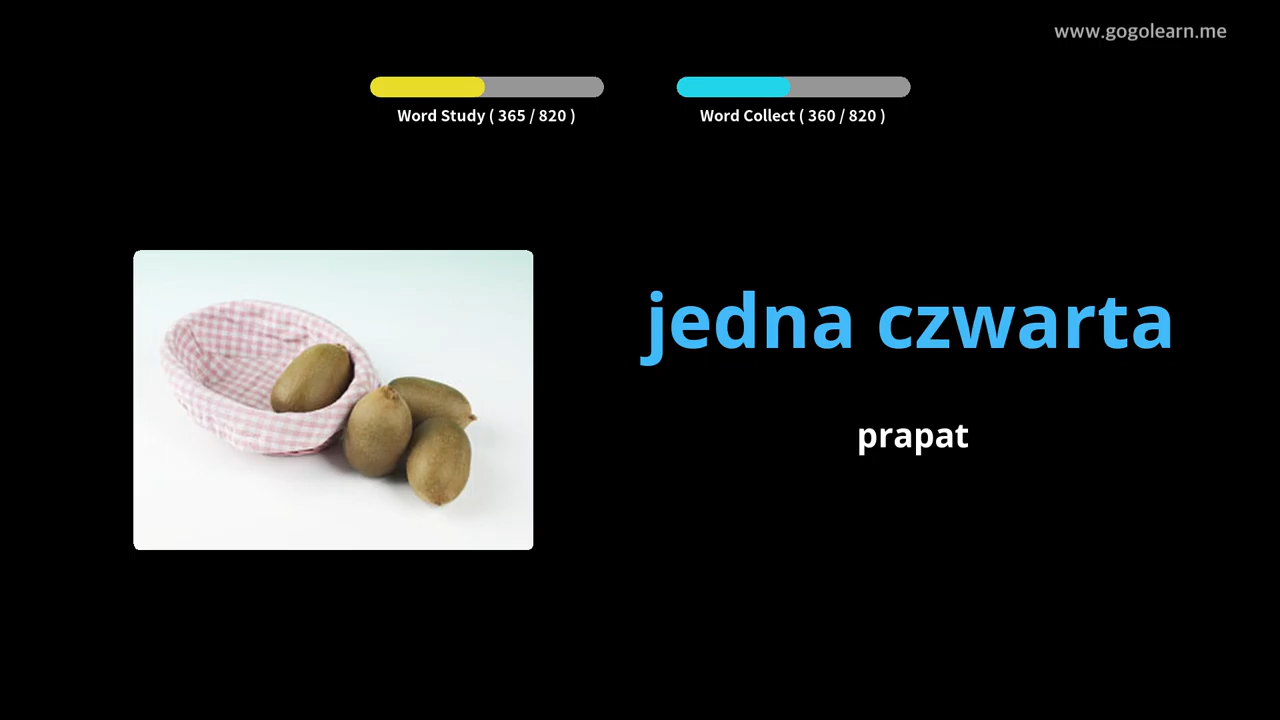 www.gogolearn.me
Word Study ( 365 / 820 )
Word Collect ( 360 / 820 )
jedna czwarta
prapat